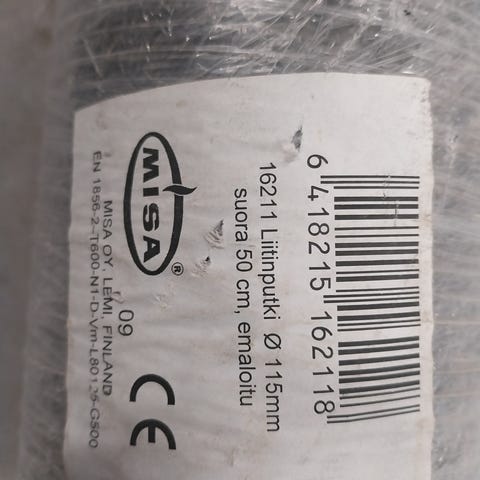 6 418215 162118
16211 Liitinputki Ø 115mm
suora 50 cm, emaloitu
MISA®
09
CE
MISA OY, LEMI, FINLAND
EN 1856-2-T600-N1-D-Vm-L80125-G500